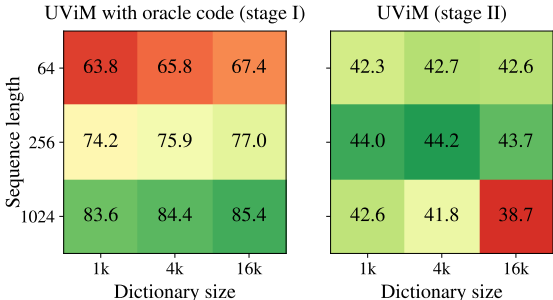 UViM with oracle code (stage I)
UViM (stage II)
Sequence length
64
63.8 65.8 67.4
42.3 42.7 42.6
256
74.2 75.9 77.0
44.0 44.2 43.7
1024
83.6 84.4 85.4
42.6 41.8 38.7
1k 4k 16k
1k 4k 16k
Dictionary size
Dictionary size